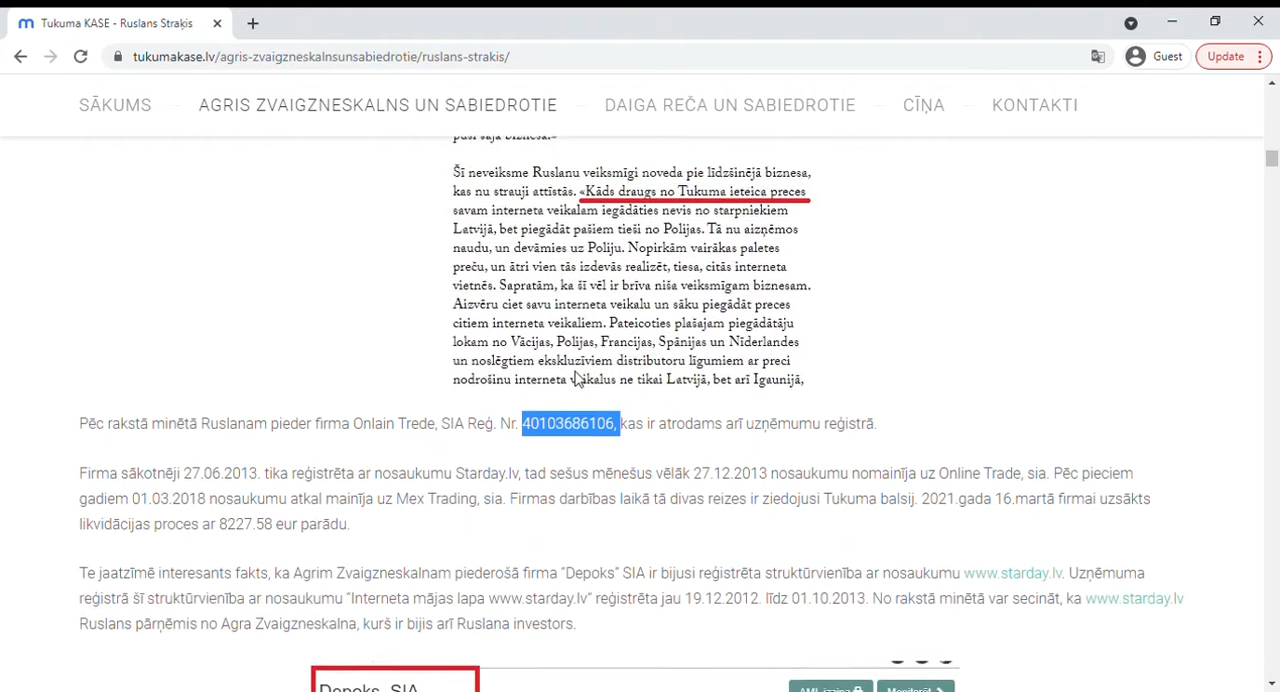 Tukuma KASE - Ruslans Straķis
tukumakase.lv/agris-zvaigzneskalnsunsabiedrotie/ruslans-strakis/
Guest
Update
SĀKUMS
AGRIS ZVAIGZNESKALNS UN SABIEDROTIE
DAIGA REČA UN SABIEDROTIE
CĪŅA
KONTAKTI
Šī neveiksme Ruslanu veiksmīgi noveda pie līdzšinējā biznesa,
kas nu strauji attīstās. «Kāds draugs no Tukuma ieteica preces
savam interneta veikalam iegādāties nevis no starpniekiem
Latvijā, bet piegādāt pašiem tieši no Polijas. Tā nu aizņēmos
naudu, un devāmies uz Poliju. Nopirkām vairākas paletes
preču, un ātri vien tās izdevās realizēt, tiesa, citās interneta
vietnēs. Sapratām, ka šī vēl ir brīva niša veiksmīgam biznesam.
Aizvēru ciet savu interneta veikalu un sāku piegādāt preces
citiem interneta veikaliem. Pateicoties plašajam piegādātāju
lokam no Vācijas, Polijas, Francijas, Spānijas un Nīderlandes
un noslēgtiem ekskluzīviem distributoru līgumiem ar preci
nodrošinu interneta veikalus ne tikai Latvijā, bet arī Igaunijā,
Pēc rakstā minētā Ruslanam pieder firma Onlain Trede, SIA Reģ. Nr. 40103686106, kas ir atrodams arī uzņēmumu reģistrā.
Firma sākotnēji 27.06.2013. tika reģistrēta ar nosaukumu Starday.lv, tad sešus mēnešus vēlāk 27.12.2013 nosaukumu nomainīja uz Online Trade, sia. Pēc pieciem
gadiem 01.03.2018 nosaukumu atkal mainīja uz Mex Trading, sia. Firmas darbības laikā tā divas reizes ir ziedojusi Tukuma balsij. 2021.gada 16.martā firmai uzsākts
likvidācijas proces ar 8227.58 eur parādu.
Te jaatzīmē interesants fakts, ka Agrim Zvaigzneskalnam piederošā firma “Depoks” SIA ir bijusi reģistrēta struktūrvienība ar nosaukumu www.starday.lv. Uzņēmuma
reģistrā šī struktūrvienība ar nosaukumu “Interneta mājas lapa www.starday.lv” reģistrēta jau 19.12.2012. līdz 01.10.2013. No rakstā minētā var secināt, ka www.starday.lv
Ruslans pārņēmis no Agra Zvaigzneskalna, kurš ir bijis arī Ruslana investors.
Depoks, SIA